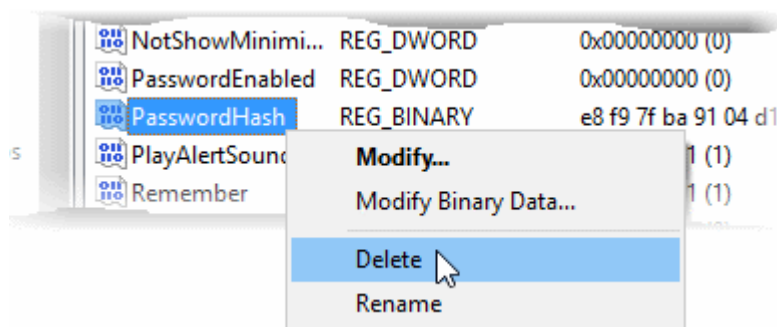 NotShowMinimi... REG_DWORD 0x00000000 (0)
PasswordEnabled REG_DWORD 0x00000000 (0)
PasswordHash REG_BINARY e8 f9 7f ba 91 04 d1
PlayAlertSound 1 (1)
Remember 1 (1)
Modify...
Modify Binary Data...
Delete
Rename